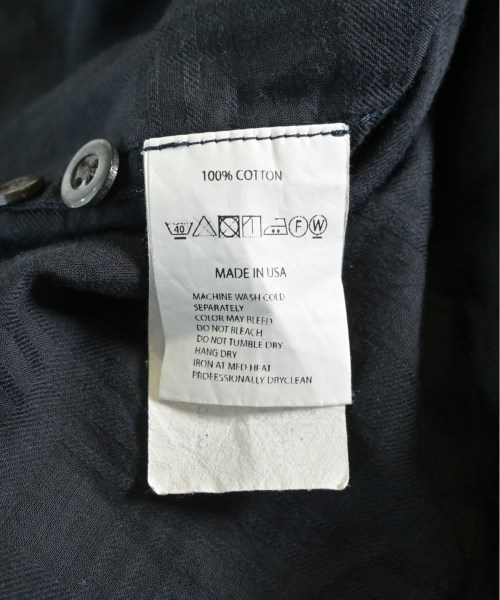 100% COTTON
40 F W
MADE IN USA
MACHINE WASH COLD
SEPARATELY
COLOR MAY BLEED
DO NOT BLEACH
DO NOT TUMBLE DRY
HANG DRY
IRON AT MED HEAT
PROFESSIONALLY DRYCLEAN